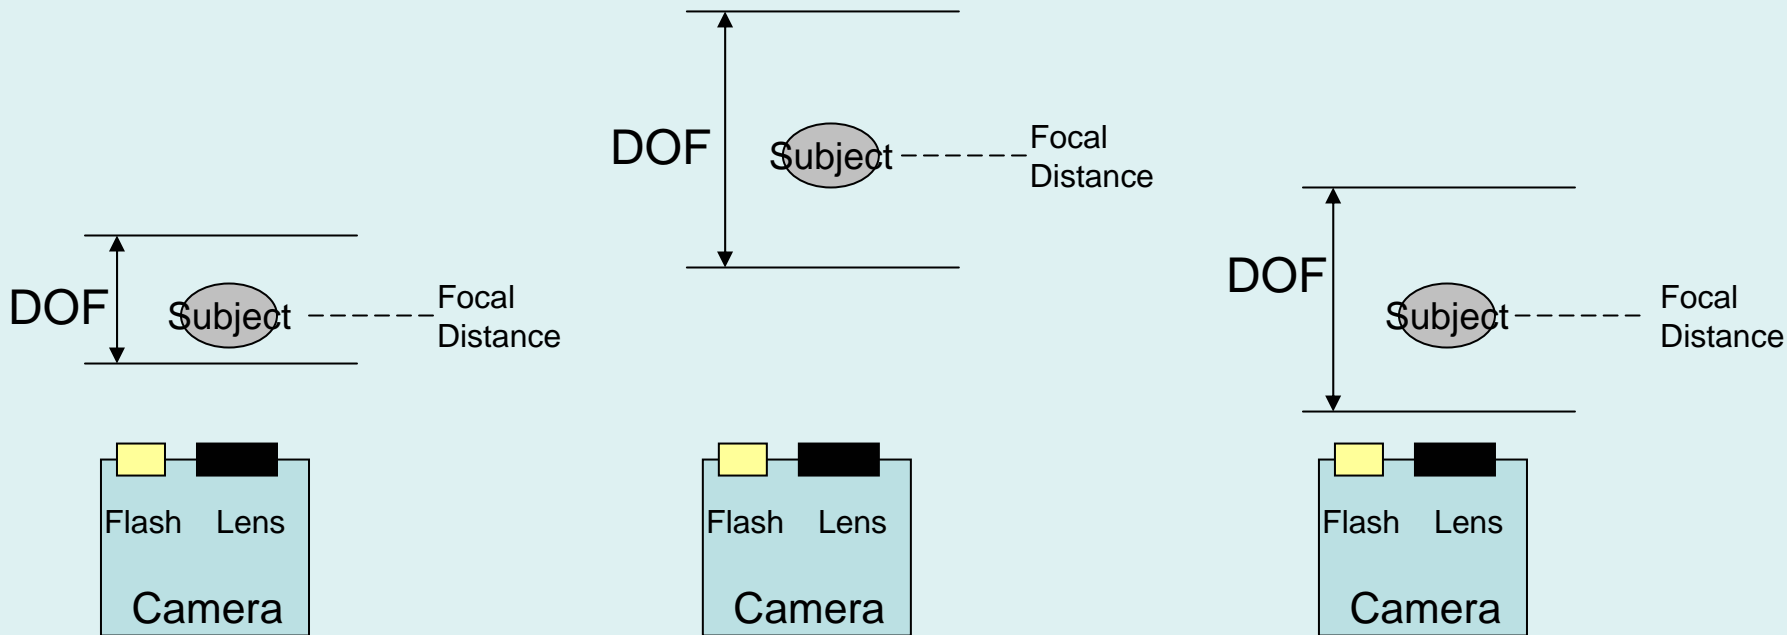 DOF
Subject
Focal
Distance
Flash Lens
Camera
DOF
Subject
Focal
Distance
Flash Lens
Camera
DOF
Subject
Focal
Distance
Flash Lens
Camera